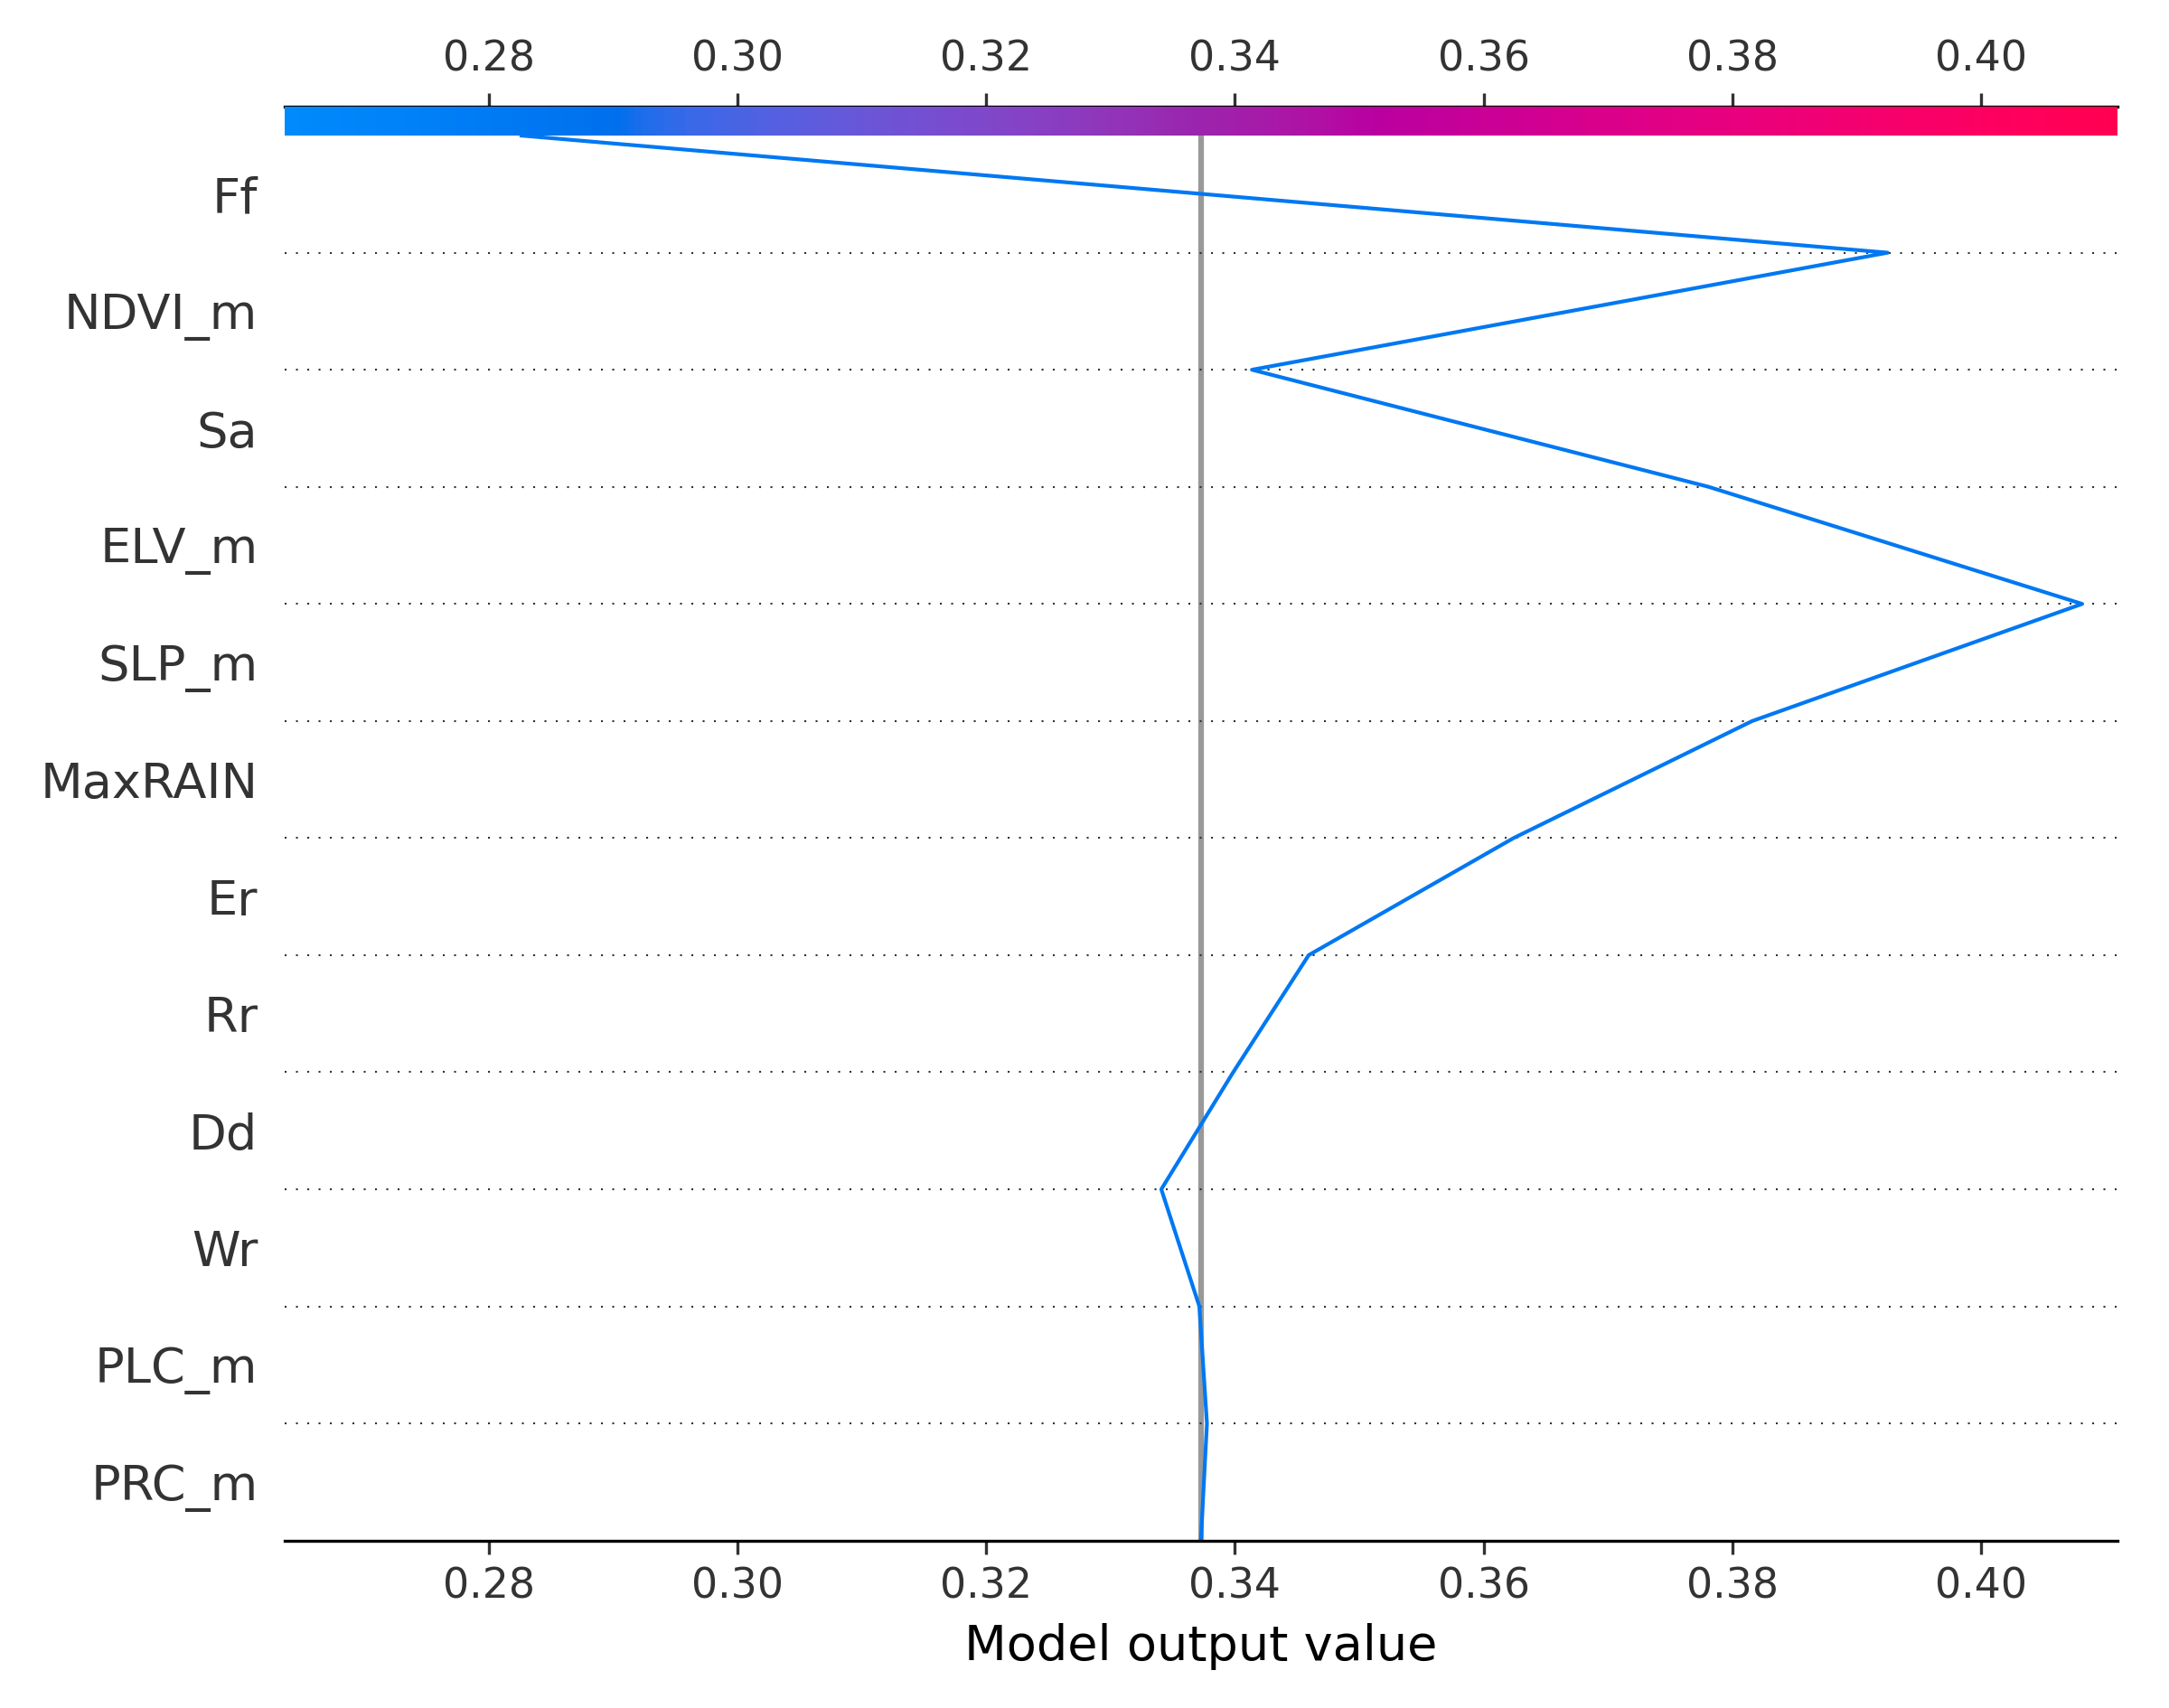 0.28 0.30 0.32 0.34 0.36 0.38 0.40
Ff
NDVI_m
Sa
ELV_m
SLP_m
MaxRAIN
Er
Rr
Dd
Wr
PLC_m
PRC_m
0.28 0.30 0.32 0.34 0.36 0.38 0.40
Model output value